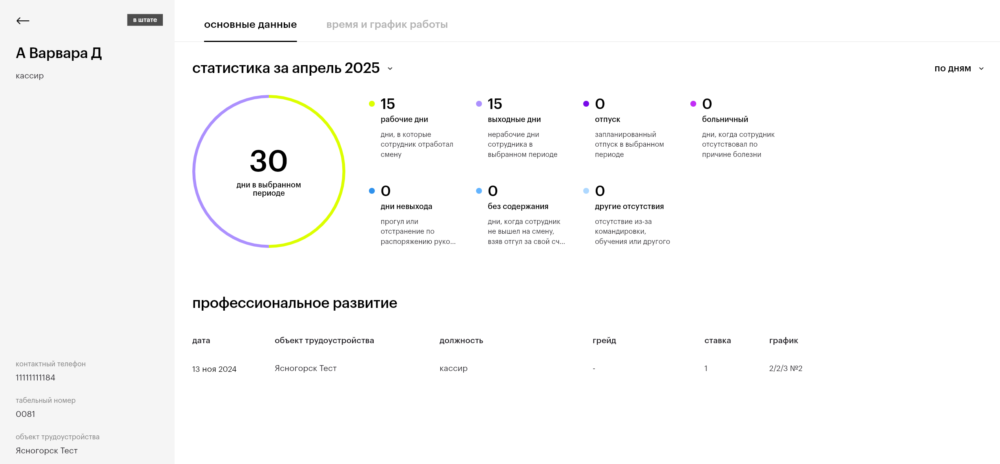 в штате
А Варвара Д
кассир
контактный телефон
11111111184
табельный номер
0081
объект трудоустройства
Ясногорск Тест
основные данные
время и график работы
статистика за апрель 2025
по дням
30
дни в выбранном
периоде
15
рабочие дни
дни, в которые
сотрудник отработал
смену
15
выходные дни
нерабочие дни
сотрудника в
выбранном периоде
0
отпуск
запланированный
отпуск в выбранном
периоде
0
больничный
дни, когда сотрудник
отсутствовал по
причине болезни
0
дни невыхода
прогул или
отстранение по
распоряжению руко...
0
без содержания
дни, когда сотрудник
не вышел на смену,
взяв отгул за свой сч...
0
другие отсутствия
отсутствие из-за
командировки,
обучения или другого
профессиональное развитие
дата объект трудоустройства должность грейд ставка график
13 ноя 2024 Ясногорск Тест кассир - 1 2/2/3 №2